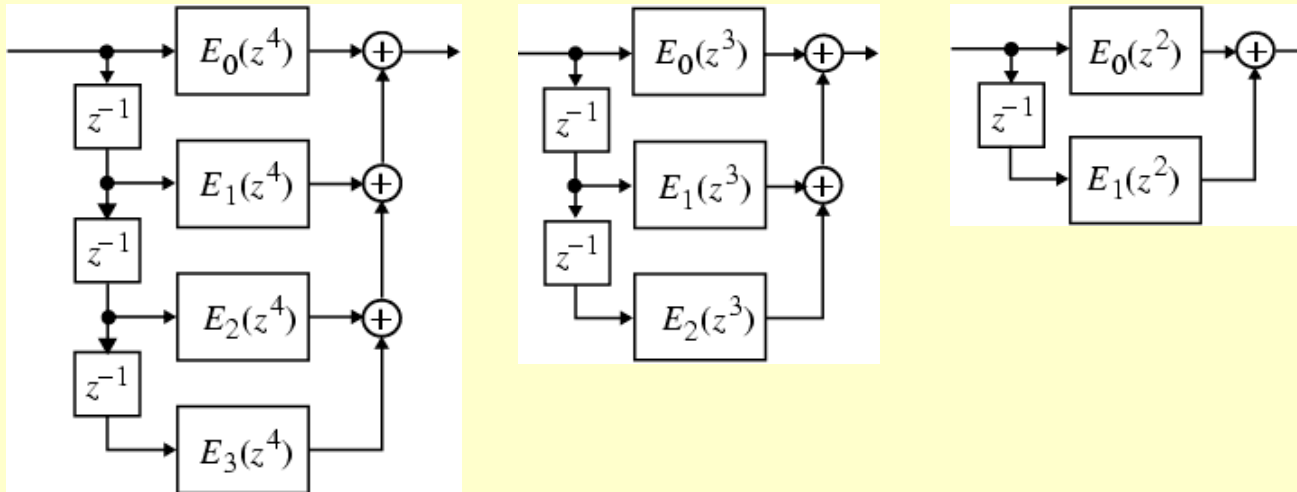 E₀(z⁴)
z⁻¹
E₁(z⁴)
z⁻¹
E₂(z⁴)
z⁻¹
E₃(z⁴)
+
+
+
E₀(z³)
z⁻¹
E₁(z³)
z⁻¹
E₂(z³)
+
+
E₀(z²)
z⁻¹
E₁(z²)
+